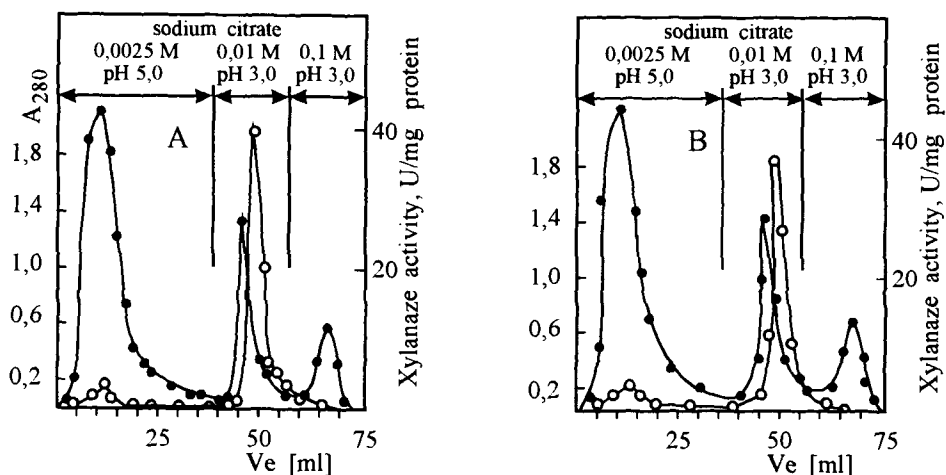 sodium citrate
0,0025 M 0,01 M 0,1 M
pH 5,0 pH 3,0 pH 3,0
A280
1,8
1,4
1,0
0,6
0,2
A
40
20
Xylanaze activity, U/mg protein
25 50 75
Ve [ml]
sodium citrate
0,0025 M 0,01 M 0,1 M
pH 5,0 pH 3,0 pH 3,0
1,8
1,4
1,0
0,6
0,2
B
40
20
Xylanaze activity, U/mg protein
25 50 75
Ve [ml]